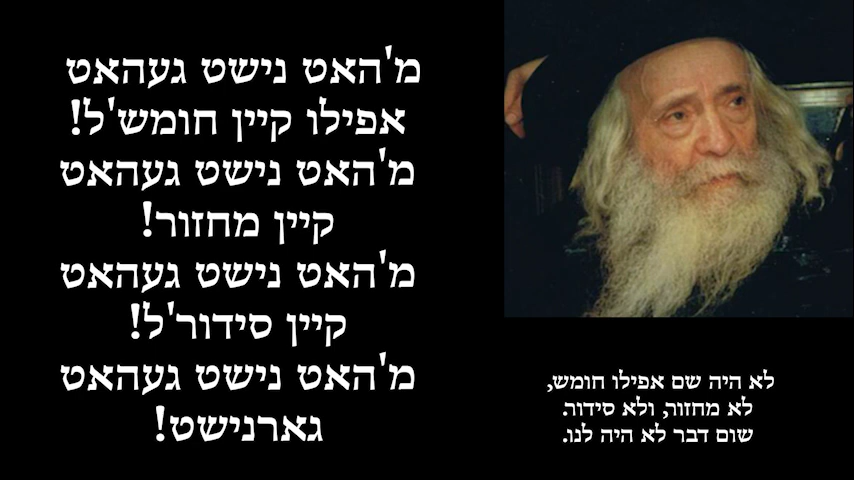 מ'האט נישט געהאט
אפילו קיין חומש'ל!
מ'האט נישט געהאט
קיין מחזור!
מ'האט נישט געהאט
קיין סידור'ל!
מ'האט נישט געהאט
גארנישט!
לא היה שם אפילו חומש,
לא מחזור, ולא סידור.
שום דבר לא היה לנו.